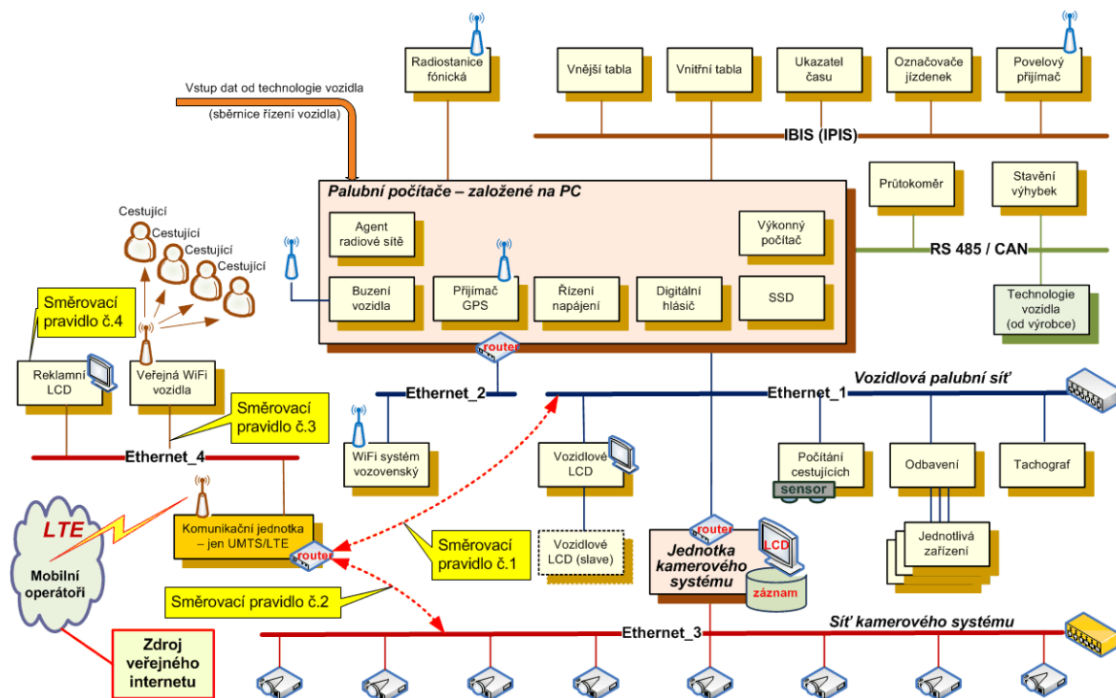 Radiostanice
fónická
Vnější tabla
Vnitřní tabla
Ukazatel
času
Označovače
jízdenek
Povelový
přijímač
Vstup dat od technologie vozidla
(sběrnice řízení vozidla)
IBIS (IPIS)
Palubní počítače – založené na PC
Agent
radiové sítě
Výkonný
počítač
Buzení
vozidla
Přijímač
GPS
Řízení
napájení
Digitální
hlásič
SSD
router
Průtokoměr
Stavění
výhybek
RS 485 / CAN
Technologie
vozidla
(od výrobce)
Cestující
Cestující
Cestující
Cestující
Směrovací
pravidlo č.4
Reklamní
LCD
Veřejná WiFi
vozidla
Směrovací
pravidlo č.3
Ethernet_4
Ethernet_2
WiFi systém
vozovenský
Vozidlová palubní síť
Ethernet_1
Vozidlové
LCD
Vozidlové
LCD (slave)
Počítání
cestujících
sensor
Odbavení
Jednotlivá
zařízení
Tachograf
LTE
Mobilní
operátoři
Komunikační jednotka
– jen UMTS/LTE
router
Směrovací
pravidlo č.1
Směrovací pravidlo č.2
router
Jednotka
kamerového
systému
LCD
záznam
Zdroj
veřejného
internetu
Ethernet_3
Síť kamerového systému